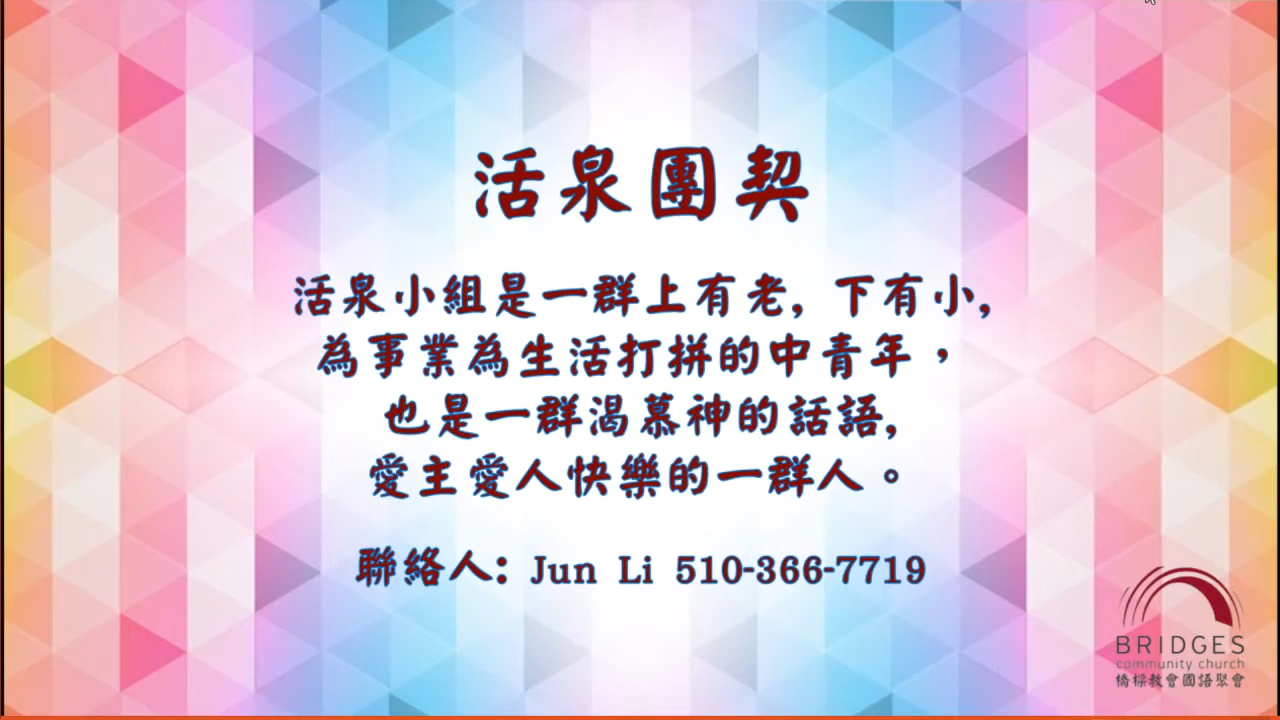 活泉團契
活泉小組是一群上有老, 下有小,
為事業為生活打拼的中青年，
也是一群渴慕神的話語,
愛主愛人快樂的一群人。
聯絡人: Jun Li 510-366-7719
BRIDGES
community church
橋樑教會國語聚會